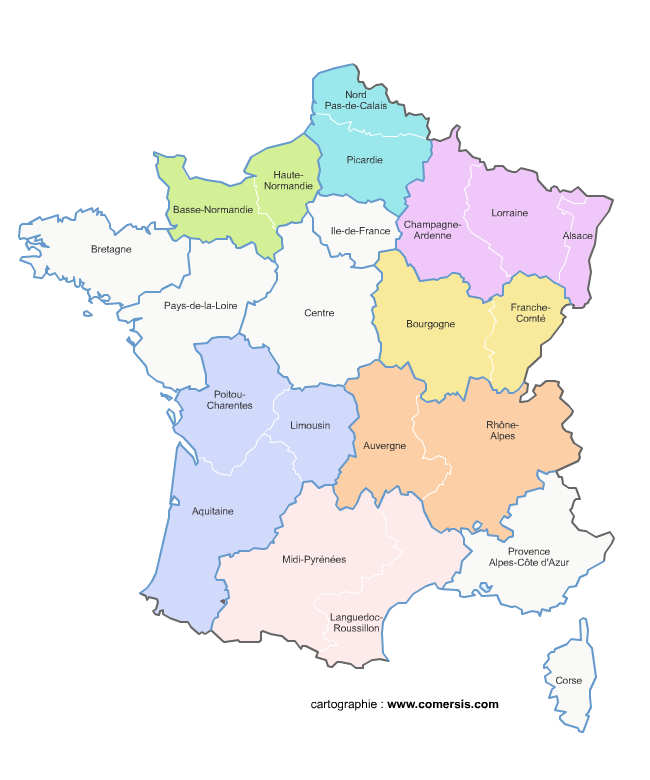 Nord
Pas-de-Calais
Picardie
Haute-
Normandie
Basse-Normandie
Ile-de-France
Champagne-
Ardenne
Lorraine
Alsace
Bretagne
Pays-de-la-Loire
Centre
Bourgogne
Franche-
Comté
Poitou-
Charentes
Limousin
Auvergne
Rhône-
Alpes
Aquitaine
Midi-Pyrénées
Languedoc-
Roussillon
Provence
Alpes-Côte d'Azur
Corse
cartographie : www.comersis.com